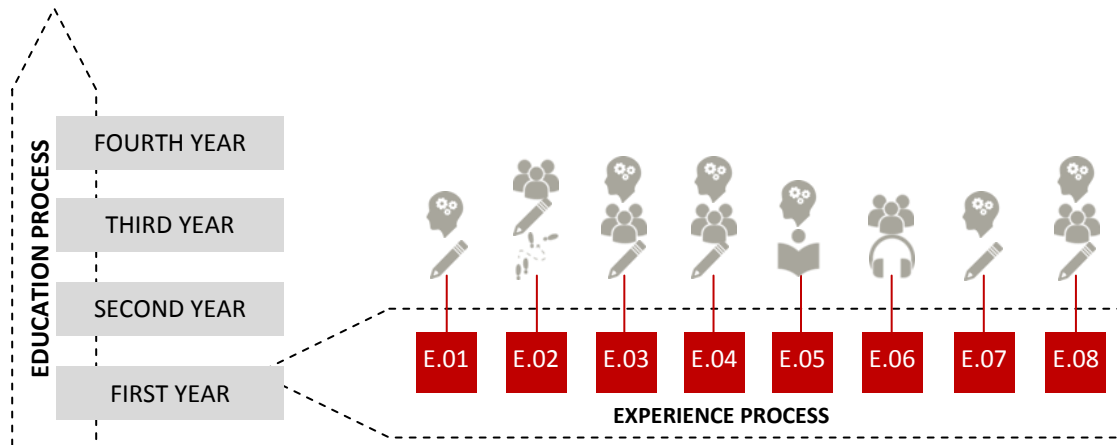 EDUCATION PROCESS
FOURTH YEAR
THIRD YEAR
SECOND YEAR
FIRST YEAR
E.01
E.02
E.03
E.04
E.05
E.06
E.07
E.08
EXPERIENCE PROCESS